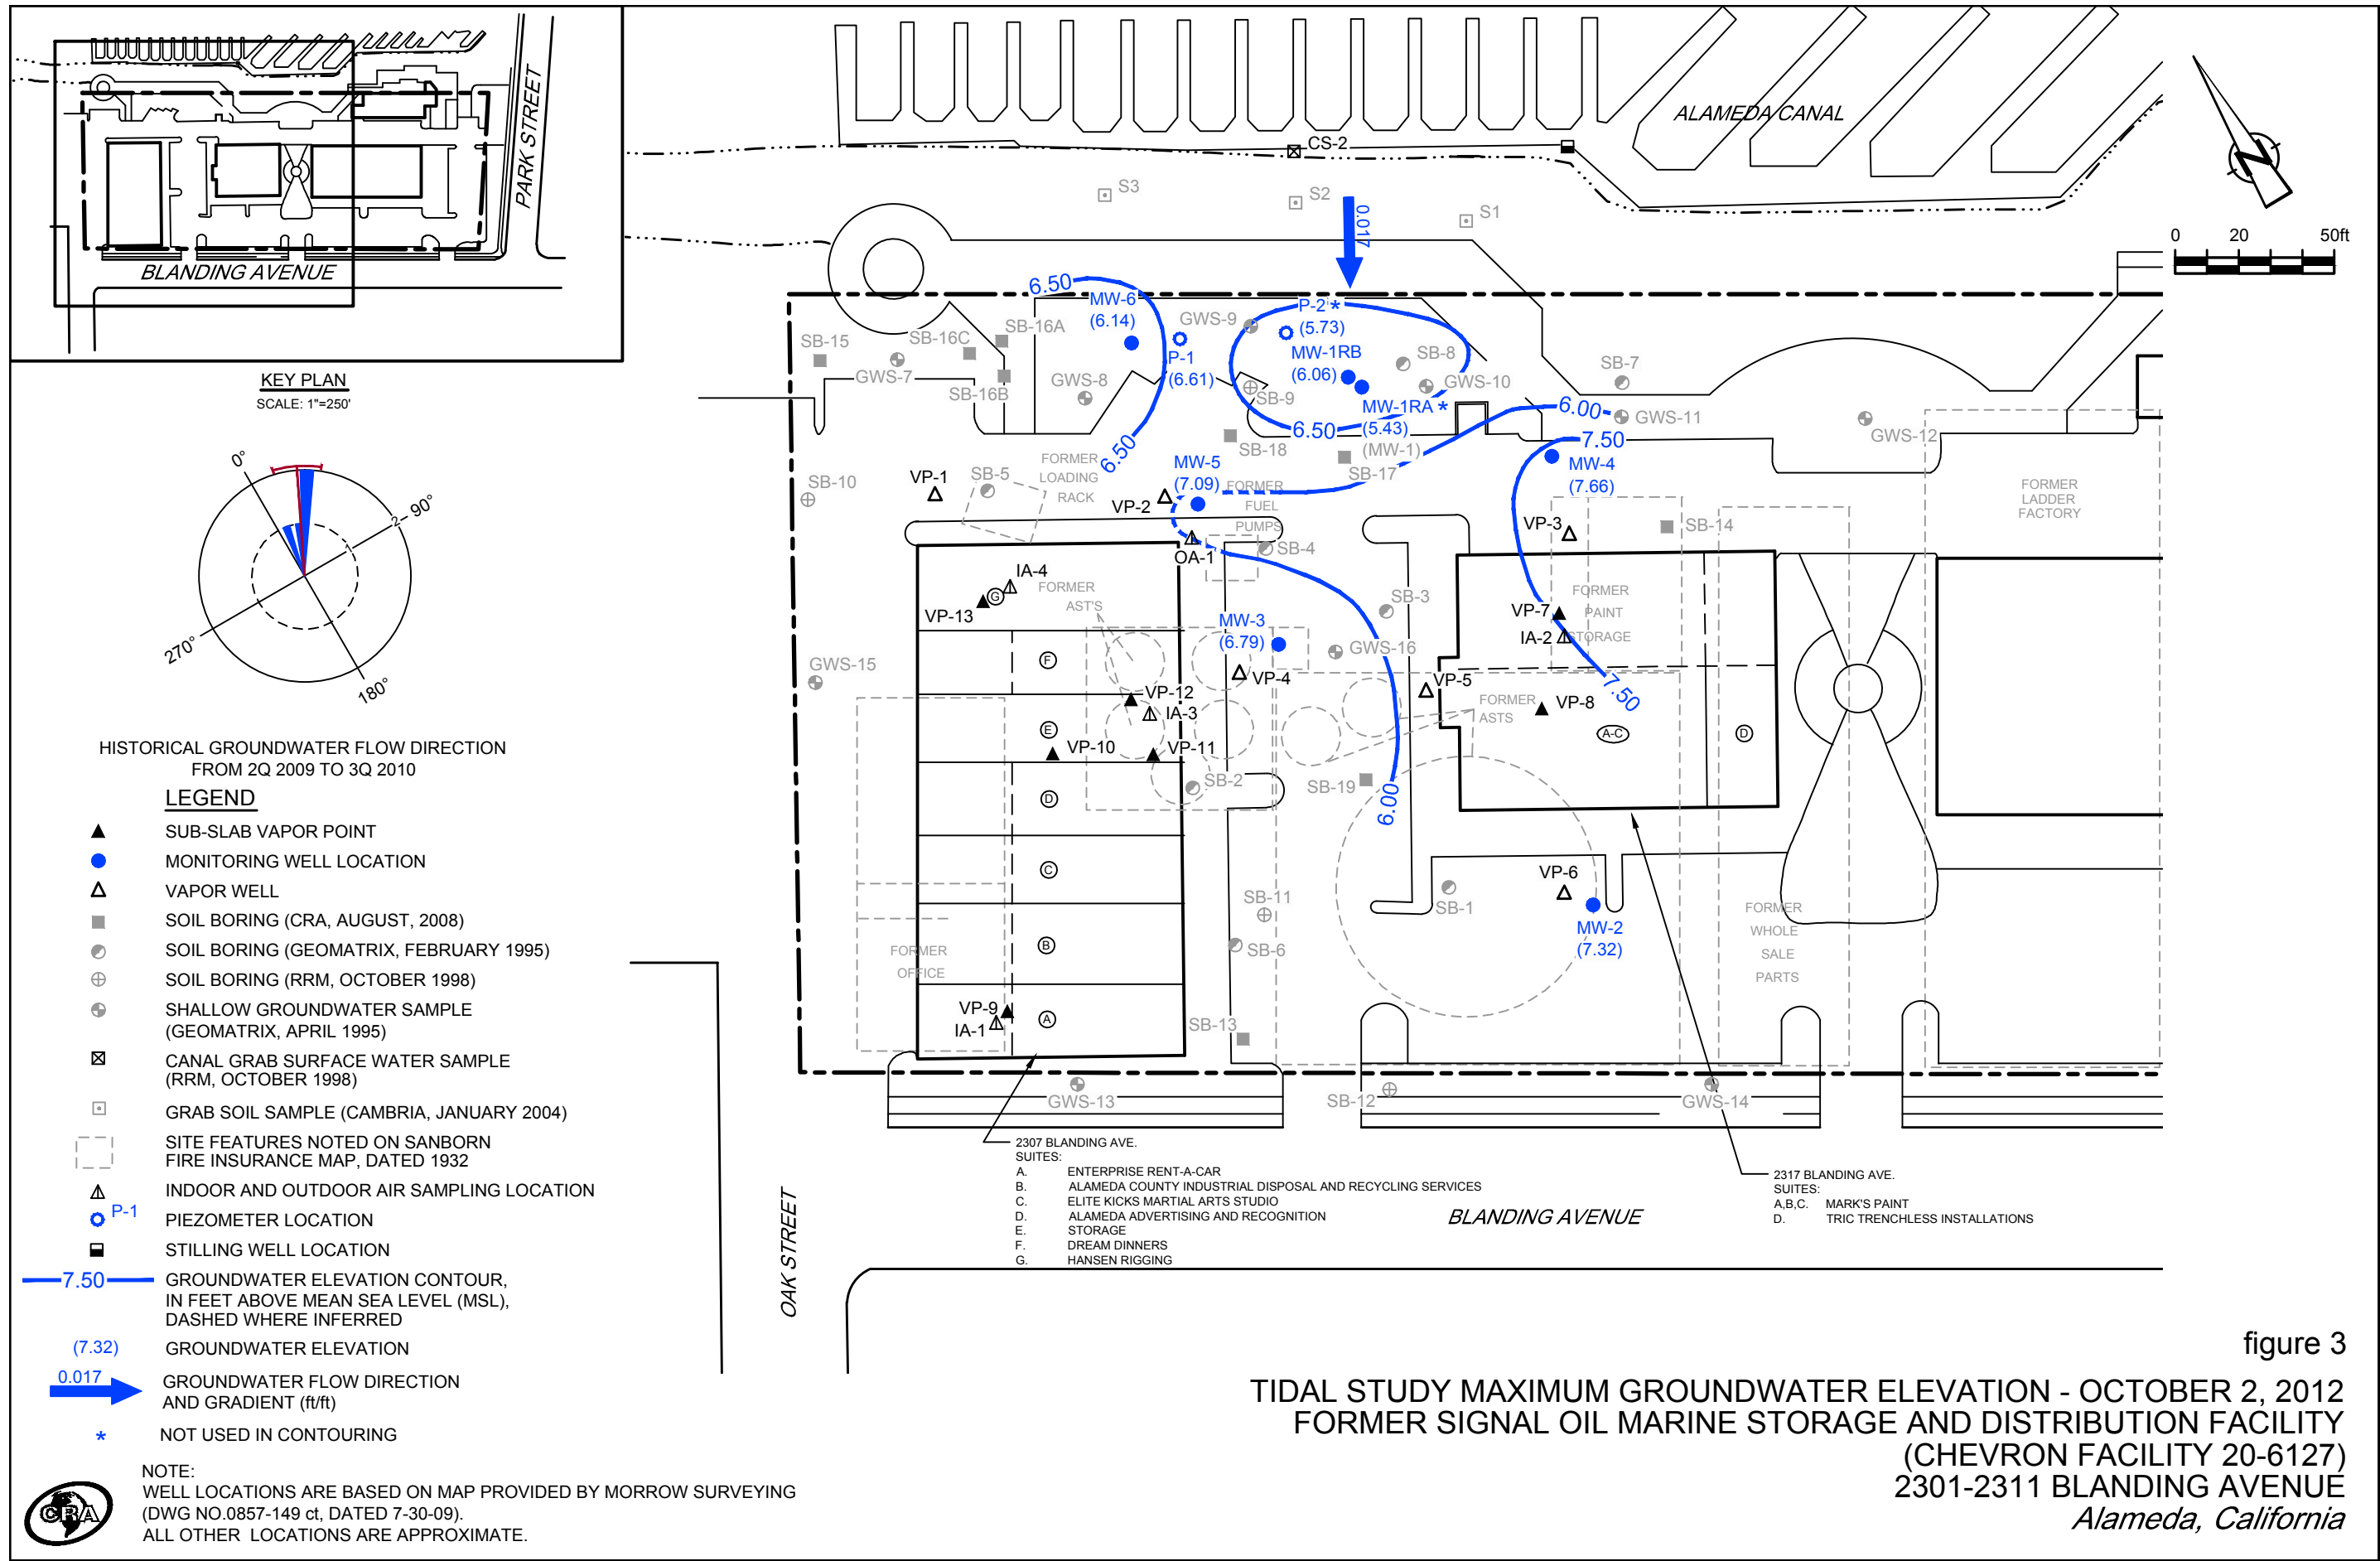 PARK STREET
BLANDING AVENUE
KEY PLAN
SCALE: 1"=250'
0°
2
90°
270°
180°
HISTORICAL GROUNDWATER FLOW DIRECTION
FROM 2Q 2009 TO 3Q 2010
LEGEND
SUB-SLAB VAPOR POINT
MONITORING WELL LOCATION
VAPOR WELL
SOIL BORING (CRA, AUGUST, 2008)
SOIL BORING (GEOMATRIX, FEBRUARY 1995)
SOIL BORING (RRM, OCTOBER 1998)
SHALLOW GROUNDWATER SAMPLE
(GEOMATRIX, APRIL 1995)
CANAL GRAB SURFACE WATER SAMPLE
(RRM, OCTOBER 1998)
GRAB SOIL SAMPLE (CAMBRIA, JANUARY 2004)
SITE FEATURES NOTED ON SANBORN
FIRE INSURANCE MAP, DATED 1932
INDOOR AND OUTDOOR AIR SAMPLING LOCATION
P-1
PIEZOMETER LOCATION
STILLING WELL LOCATION
7.50
GROUNDWATER ELEVATION CONTOUR,
IN FEET ABOVE MEAN SEA LEVEL (MSL),
DASHED WHERE INFERRED
(7.32)
GROUNDWATER ELEVATION
0.017
GROUNDWATER FLOW DIRECTION
AND GRADIENT (ft/ft)
*
NOT USED IN CONTOURING
NOTE:
WELL LOCATIONS ARE BASED ON MAP PROVIDED BY MORROW SURVEYING
(DWG NO.0857-149 ct, DATED 7-30-09).
ALL OTHER LOCATIONS ARE APPROXIMATE.
CRA
ALAMEDA CANAL
N
0 20 50ft
CS-2
S3
S2
S1
0.017
6.50
MW-6
(6.14)
P-1
(6.61)
GWS-9
P-2 *
(5.73)
MW-1RB
(6.06)
SB-8
GWS-10
MW-1RA *
(5.43)
(MW-1)
SB-9
6.50
SB-15
GWS-7
SB-16C
SB-16A
SB-16B
GWS-8
6.50
SB-18
SB-17
SB-7
6.00
GWS-11
7.50
GWS-12
MW-4
(7.66)
SB-10
VP-1
SB-5
FORMER
LOADING
RACK
MW-5
(7.09)
VP-2
FORMER
FUEL
PUMPS
OA-1
SB-4
VP-3
SB-14
FORMER
LADDER
FACTORY
IA-4
G
VP-13
FORMER
AST'S
SB-3
VP-7
IA-2
FORMER
PAINT
STORAGE
MW-3
(6.79)
GWS-16
GWS-15
F
VP-4
VP-5
7.50
VP-12
IA-3
E
VP-10
VP-11
FORMER
ASTS
VP-8
A-C
D
SB-2
D
SB-19
6.00
C
VP-6
SB-1
MW-2
(7.32)
FORMER
WHOLE
SALE
PARTS
SB-11
B
SB-6
FORMER
OFFICE
VP-9
IA-1
A
SB-13
GWS-13
SB-12
GWS-14
2307 BLANDING AVE.
SUITES:
A. ENTERPRISE RENT-A-CAR
B. ALAMEDA COUNTY INDUSTRIAL DISPOSAL AND RECYCLING SERVICES
C. ELITE KICKS MARTIAL ARTS STUDIO
D. ALAMEDA ADVERTISING AND RECOGNITION
E. STORAGE
F. DREAM DINNERS
G. HANSEN RIGGING
2317 BLANDING AVE.
SUITES:
A,B,C. MARK'S PAINT
D. TRIC TRENCHLESS INSTALLATIONS
BLANDING AVENUE
OAK STREET
figure 3
TIDAL STUDY MAXIMUM GROUNDWATER ELEVATION - OCTOBER 2, 2012
FORMER SIGNAL OIL MARINE STORAGE AND DISTRIBUTION FACILITY
(CHEVRON FACILITY 20-6127)
2301-2311 BLANDING AVENUE
Alameda, California